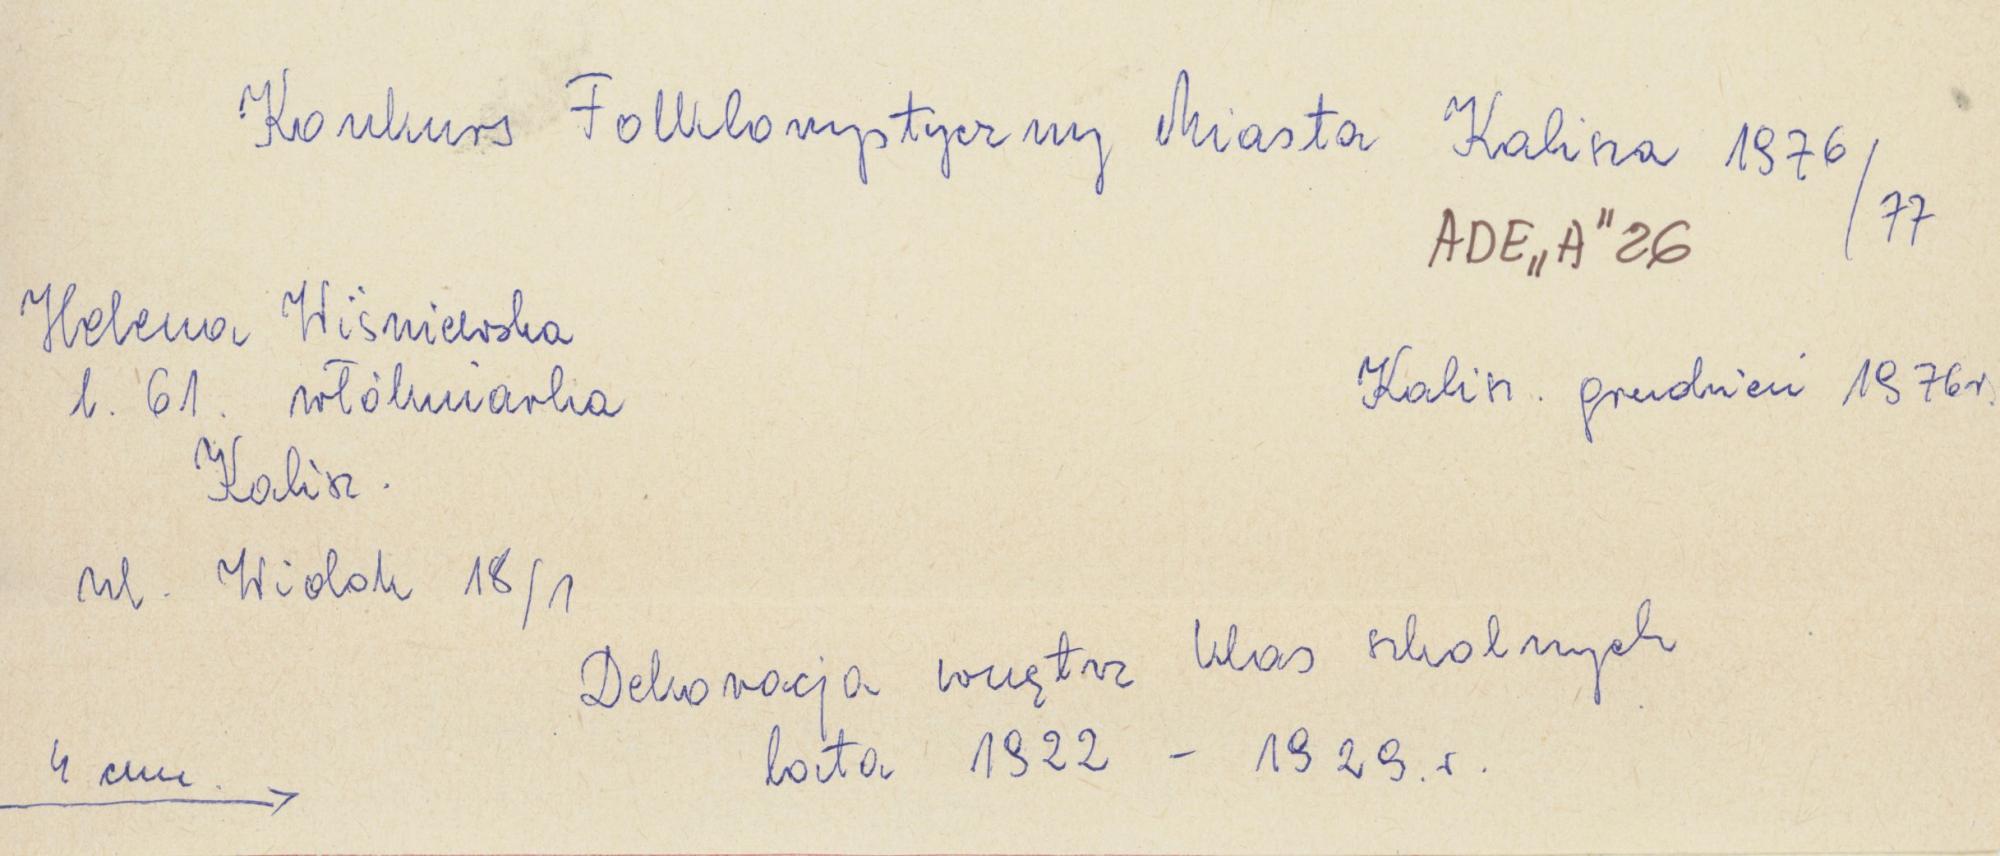 Konkurs Folklorystyczny Miasta Kalisza 1976/77
ADE „A” 26
Helena Wiśniewska
l. 61. włókniarka
Kalisz, grudzień 1976 r.
Kalisz.
ul. Widok 18/1
Dekoracja wnętrz klas szkolnych
lata 1922 - 1929.r.
4 cm.